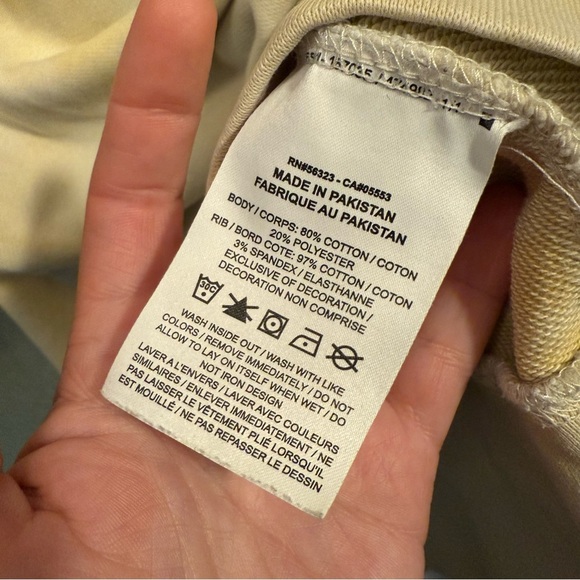 RN#56323 - CA#05553
MADE IN PAKISTAN
FABRIQUE AU PAKISTAN
BODY / CORPS: 80% COTTON / COTON
20% POLYESTER
RIB / BORD COTE: 97% COTTON / COTON
3% SPANDEX / ELASTHANNE
EXCLUSIVE OF DECORATION /
DECORATION NON COMPRISE
30C
WASH INSIDE OUT / WASH WITH LIKE
COLORS / REMOVE IMMEDIATELY / DO NOT
ALLOW TO LAY ON ITSELF WHEN WET / DO
NOT IRON DESIGN
LAVER A L'ENVERS / LAVER AVEC COULEURS
SIMILAIRES / ENLEVER IMMEDIATEMENT / NE
PAS LAISSER LE VÊTEMENT PLIÉ LORSQU'IL
EST MOUILLÉ / NE PAS REPASSER LE DESSIN